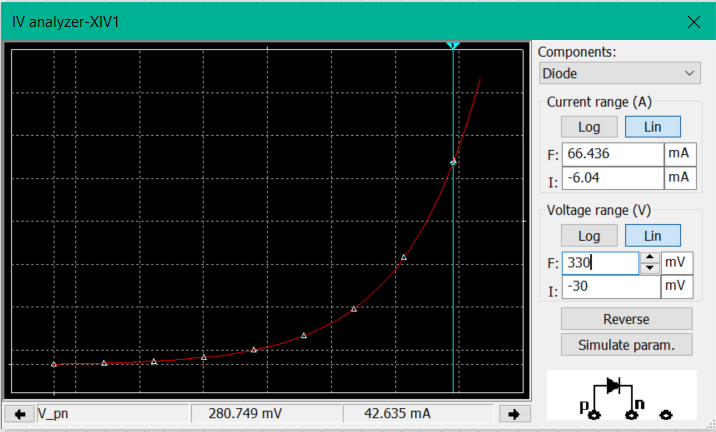 IV analyzer-XIV1
Components:
Diode
Current range (A)
Log Lin
F: 66.436 mA
I: -6.04 mA
Voltage range (V)
Log Lin
F: 330 mV
I: -30 mV
Reverse
Simulate param.
p n
V_pn 280.749 mV 42.635 mA